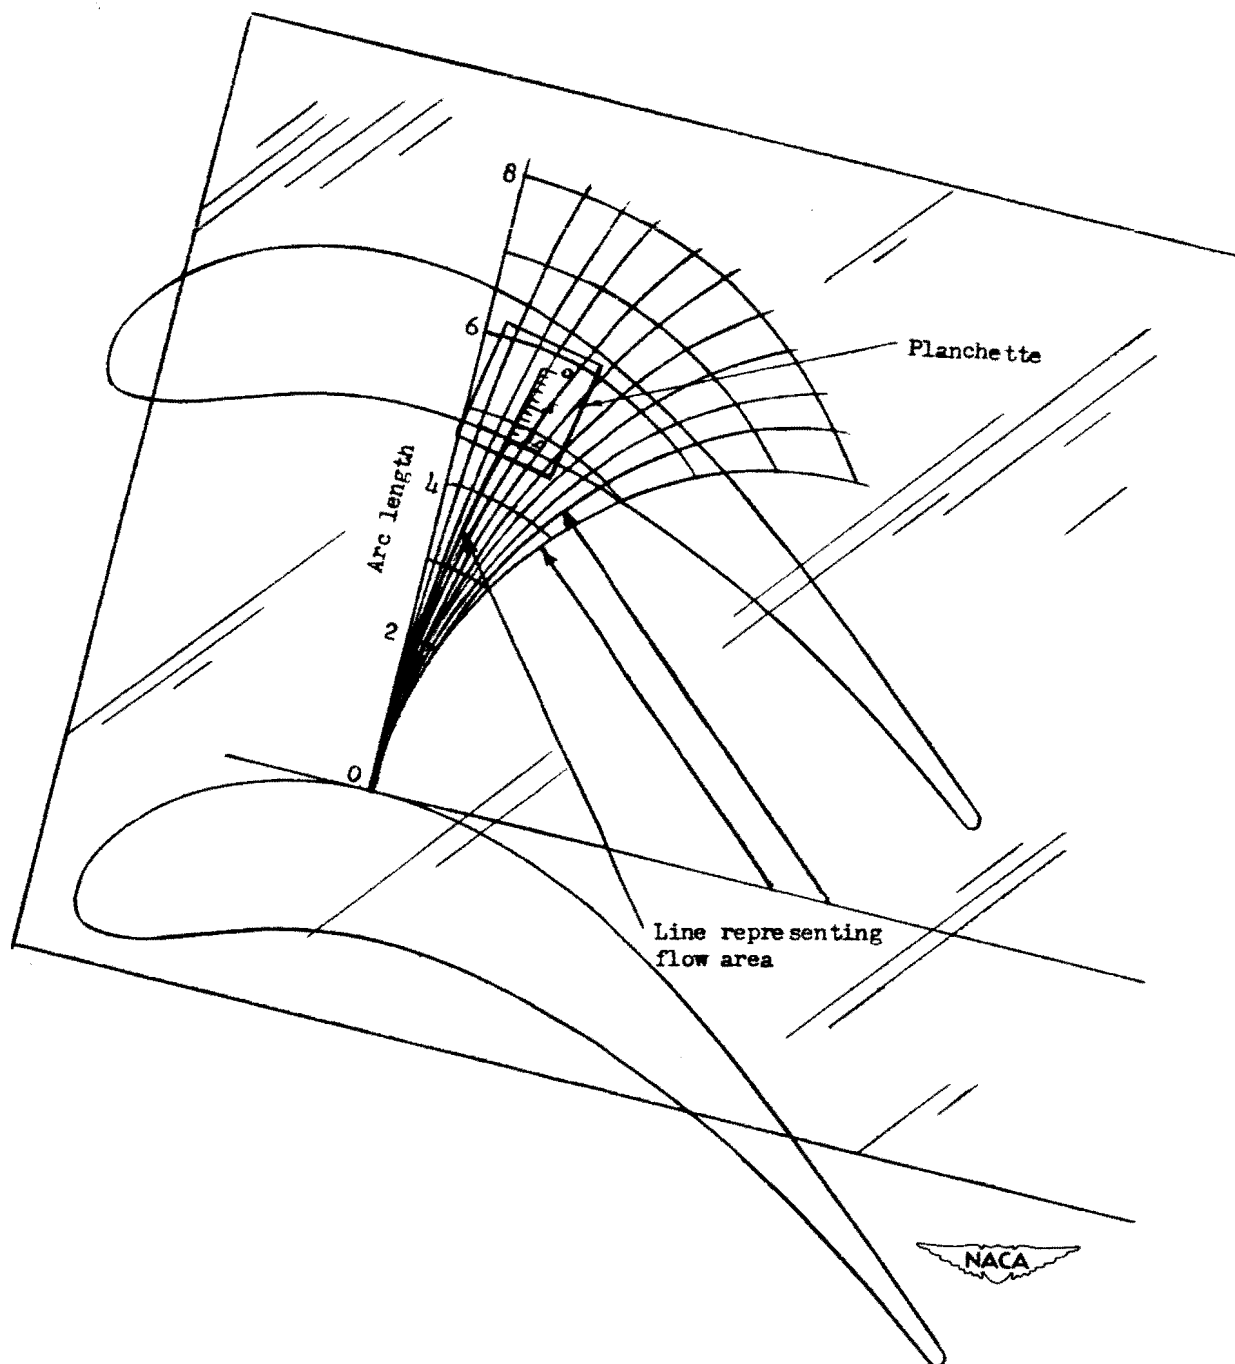 8
6
Planchette
Arc length
4
2
0
Line representing
flow area
NACA